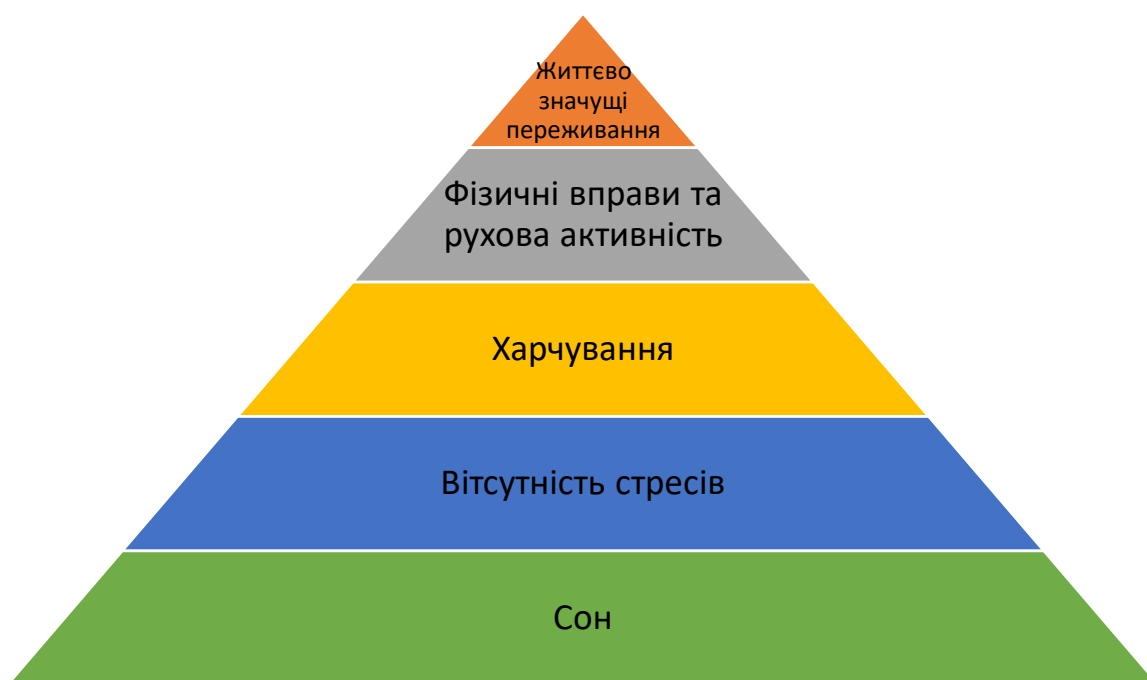 Життєво
значущі
переживання
Фізичні вправи та
рухова активність
Харчування
Вітсутність стресів
Сон